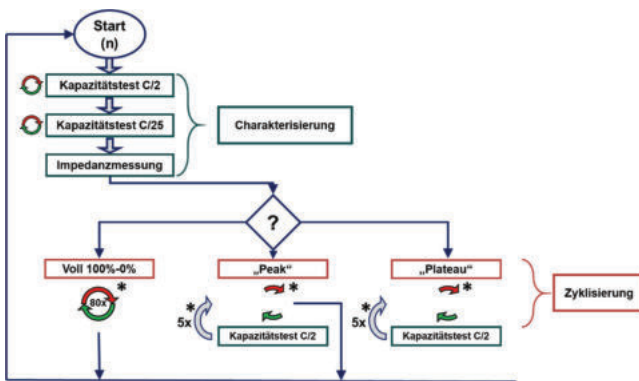 Start
(n)
Kapazitätstest C/2
Kapazitätstest C/25
Charakterisierung
Impedanzmessung
?
Voll 100%-0%
„Peak“
„Plateau“
*
*
*
80x
Zyklisierung
*
5x
*
5x
Kapazitätstest C/2
Kapazitätstest C/2